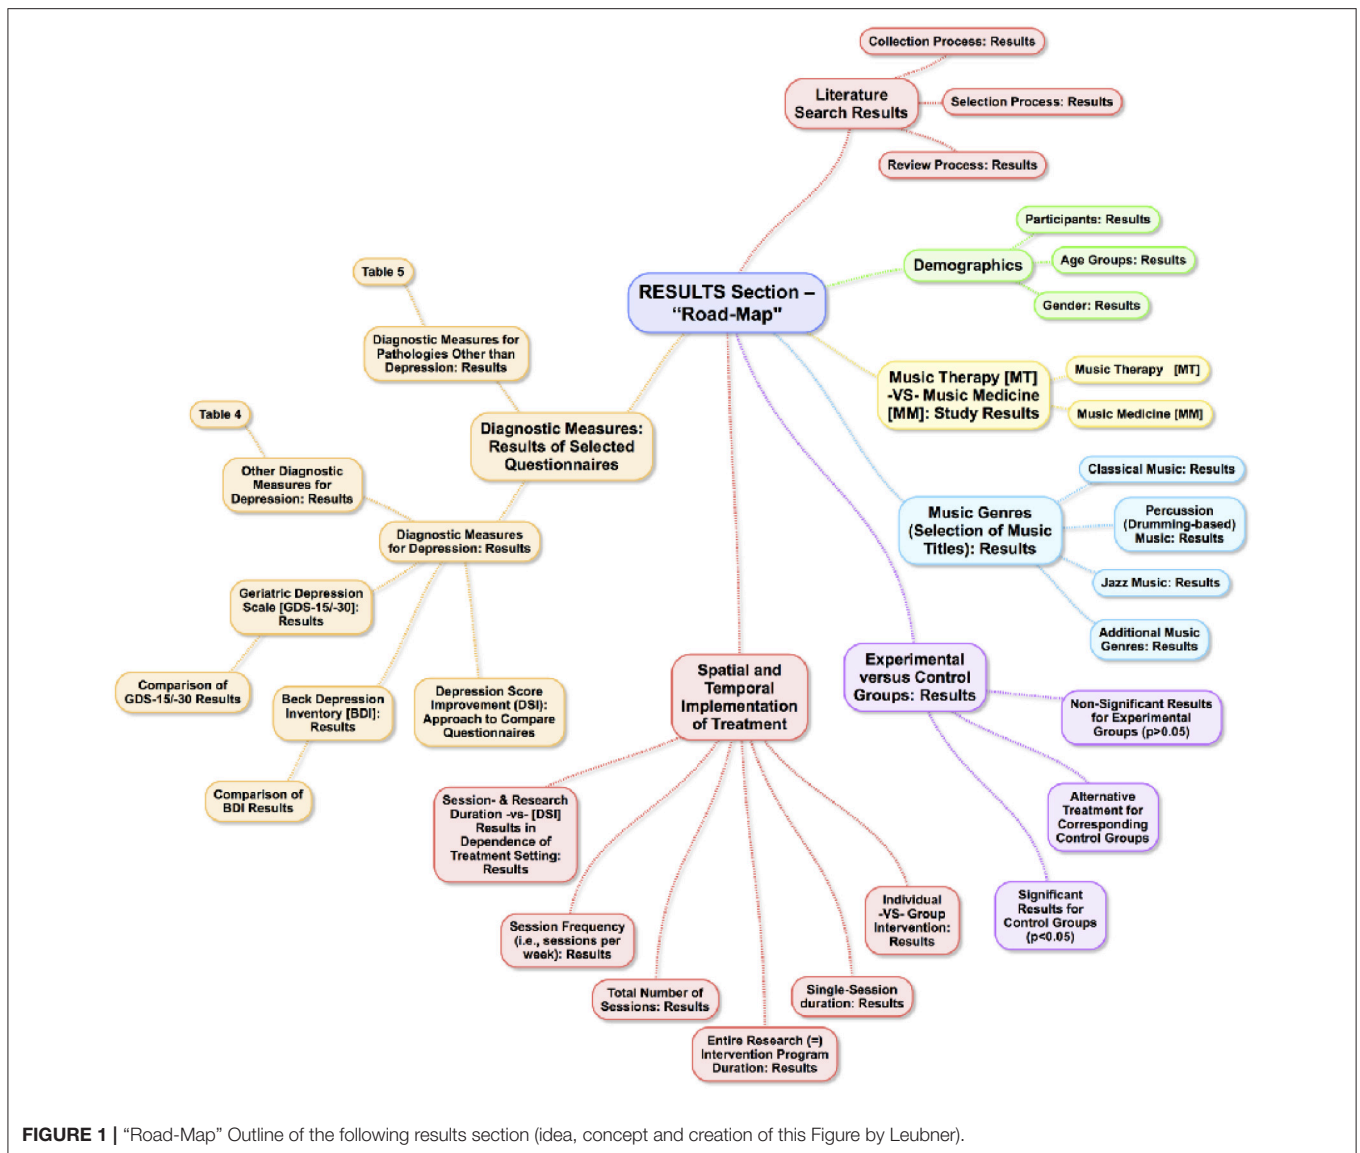 Collection Process: Results
Literature
Search Results
Selection Process: Results
Review Process: Results
Participants: Results
Demographics
Age Groups: Results
Gender: Results
RESULTS Section –
“Road-Map"
Music Therapy [MT]
-VS- Music Medicine
[MM]: Study Results
Music Therapy   [MT]
Music Medicine [MM]
Classical Music: Results
Music Genres
(Selection of Music
Titles): Results
Percussion
(Drumming-based)
Music: Results
Jazz Music: Results
Additional Music
Genres: Results
Experimental
versus Control
Groups: Results
Non-Significant Results
for Experimental
Groups (p>0.05)
Alternative
Treatment for
Corresponding
Control Groups
Significant
Results for
Control Groups
(p<0.05)
Spatial and
Temporal
Implementation
of Treatment
Individual
-VS- Group
Intervention:
Results
Single-Session
duration: Results
Entire Research (=)
Intervention Program
Duration: Results
Total Number of
Sessions: Results
Session Frequency
(i.e., sessions per
week): Results
Session- & Research
Duration -vs- [DSI]
Results in
Dependence of
Treatment Setting:
Results
Table 5
Diagnostic Measures for
Pathologies Other than
Depression: Results
Diagnostic Measures:
Results of Selected
Questionnaires
Table 4
Other Diagnostic
Measures for
Depression: Results
Diagnostic Measures
for Depression: Results
Geriatric Depression
Scale [GDS-15/-30]:
Results
Comparison of
GDS-15/-30 Results
Beck Depression
Inventory [BDI]:
Results
Comparison of
BDI Results
Depression Score
Improvement (DSI):
Approach to Compare
Questionnaires
FIGURE 1 | “Road-Map” Outline of the following results section (idea, concept and creation of this Figure by Leubner).